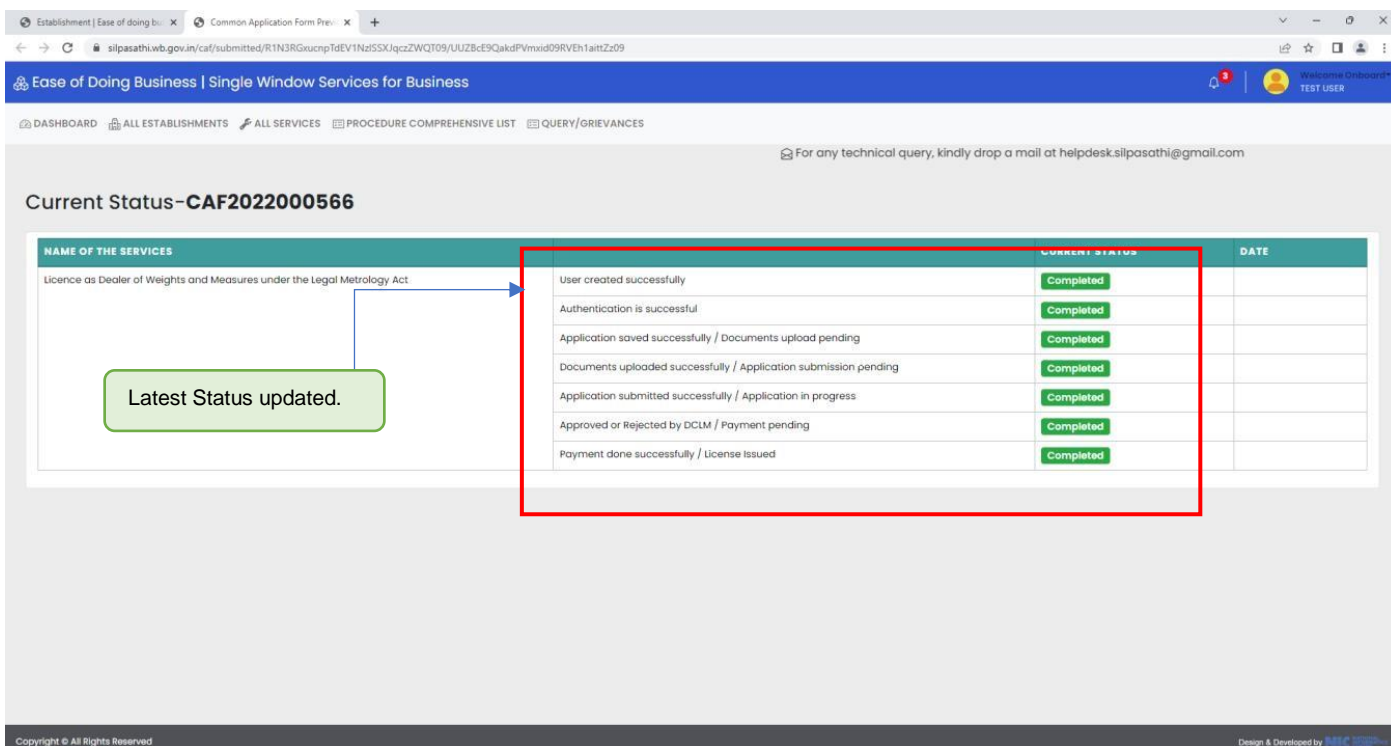 Establishment | Ease of doing bu
Common Application Form Prev
silpasathi.wb.gov.in/caf/submitted/R1N3RGxucnpTdEV1NzlSSXJqczZWQT09/UUZBcE9QakdPVmxid09RVEh1aittZz09
Ease of Doing Business | Single Window Services for Business
3
Welcome Onboard
TEST USER
DASHBOARD ALL ESTABLISHMENTS ALL SERVICES PROCEDURE COMPREHENSIVE LIST QUERY/GRIEVANCES
For any technical query, kindly drop a mail at helpdesk.silpasathi@gmail.com
Current Status-CAF2022000566
NAME OF THE SERVICES CURRENT STATUS DATE
Licence as Dealer of Weights and Measures under the Legal Metrology Act User created successfully Completed
Authentication is successful Completed
Application saved successfully / Documents upload pending Completed
Documents uploaded successfully / Application submission pending Completed
Application submitted successfully / Application in progress Completed
Approved or Rejected by DCLM / Payment pending Completed
Payment done successfully / License Issued Completed
Latest Status updated.
Copyright © All Rights Reserved Design & Developed by